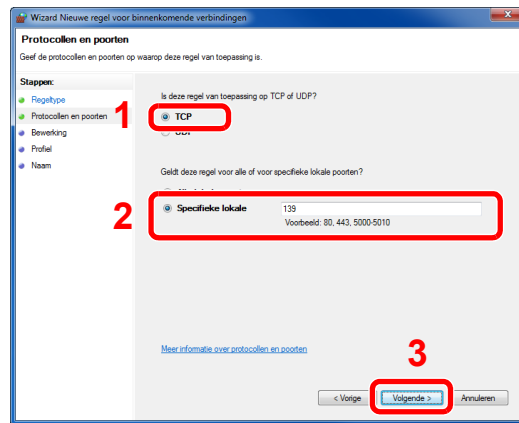 Wizard Nieuwe regel voor binnenkomende verbindingen
Protocollen en poorten
Geef de protocollen en poorten op waarop deze regel van toepassing is.
Stappen:
Regeltype
Protocollen en poorten
Bewerking
Profiel
Naam
Is deze regel van toepassing op TCP of UDP?
1
TCP
UDP
Geldt deze regel voor alle of voor specifieke lokale poorten?
2
Specifieke lokale
139
Voorbeeld: 80, 443, 5000-5010
Meer informatie over protocollen en poorten
3
< Vorige
Volgende >
Annuleren